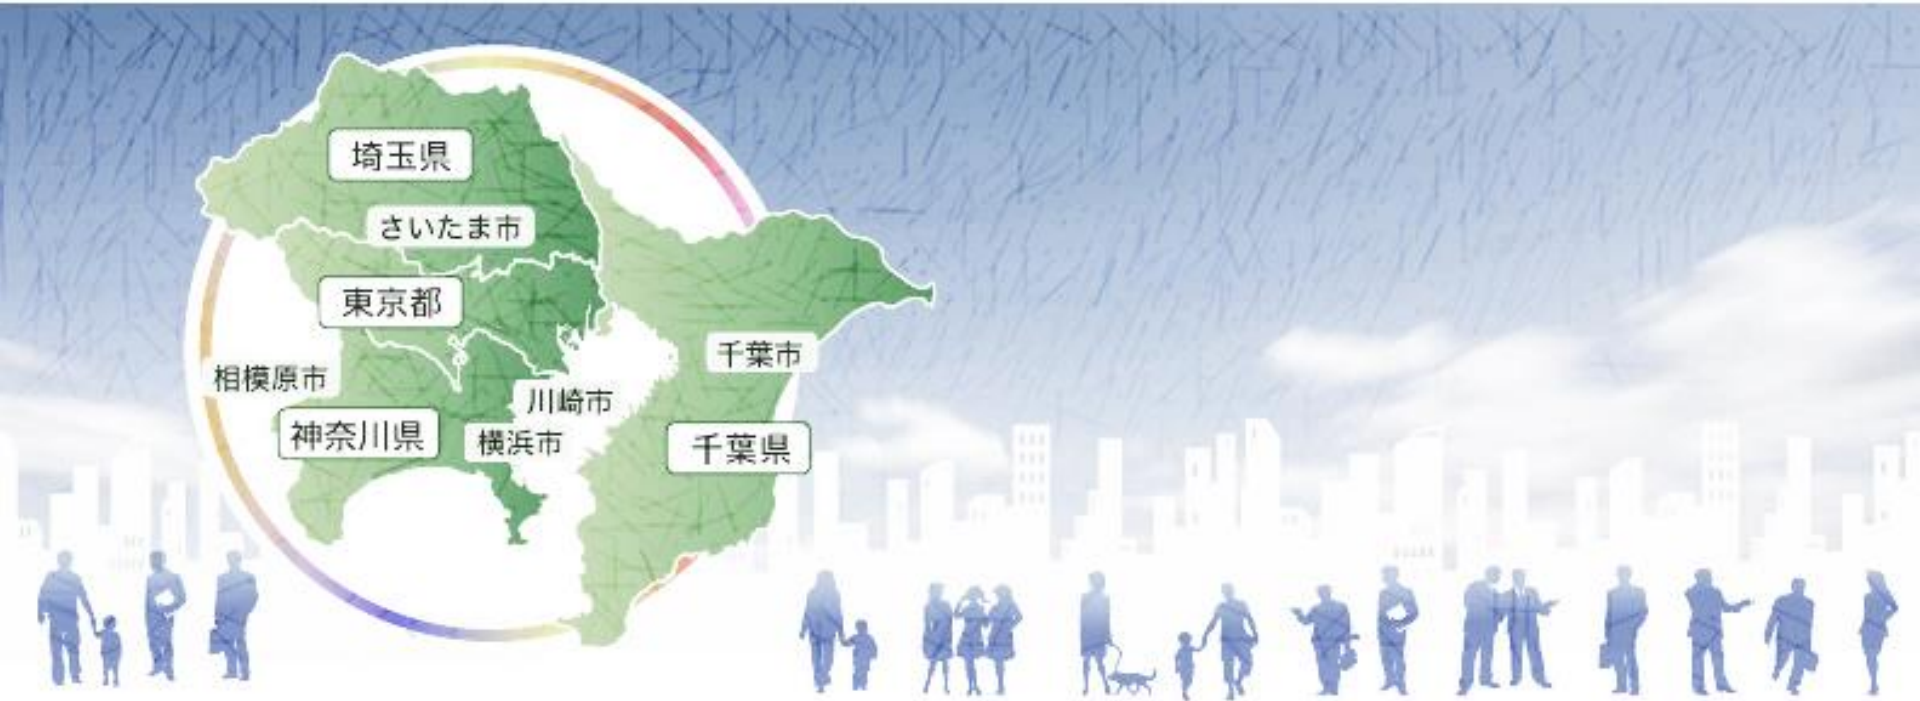 埼玉県
さいたま市
東京都
千葉市
相模原市
川崎市
神奈川県
横浜市
千葉県